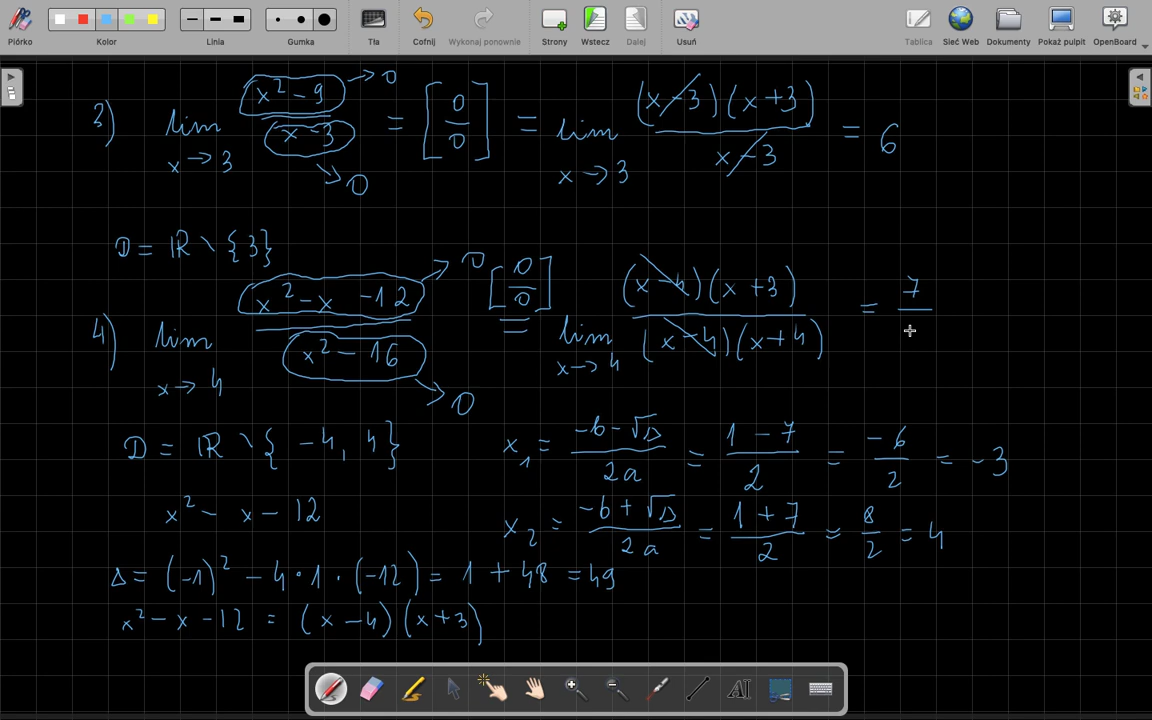 Piórko Kolor Linia Gumka Tła Cofnij Wykonaj ponownie Strony Wstecz Dalej Usuń Tablica Sieć Web Dokumenty Pokaż pulpit OpenBoard
3) lim x→3 (x² - 9 → 0)/(x - 3 → 0) = [0/0] = lim x→3 (x-3)(x+3)/(x-3) = 6
D = ℝ \ {3}
4) lim x→4 (x² - x - 12 → 0)/(x² - 16 → 0) [0/0] = lim x→4 (x-4)(x+3)/(x-4)(x+4) = 7/
D = ℝ \ {-4, 4}
x₁ = (-b - √Δ)/2a = (1 - 7)/2 = -6/2 = -3
x² - x - 12
x₂ = (-b + √Δ)/2a = (1 + 7)/2 = 8/2 = 4
Δ = (-1)² - 4·1·(-12) = 1 + 48 = 49
x² - x - 12 = (x - 4)(x + 3)